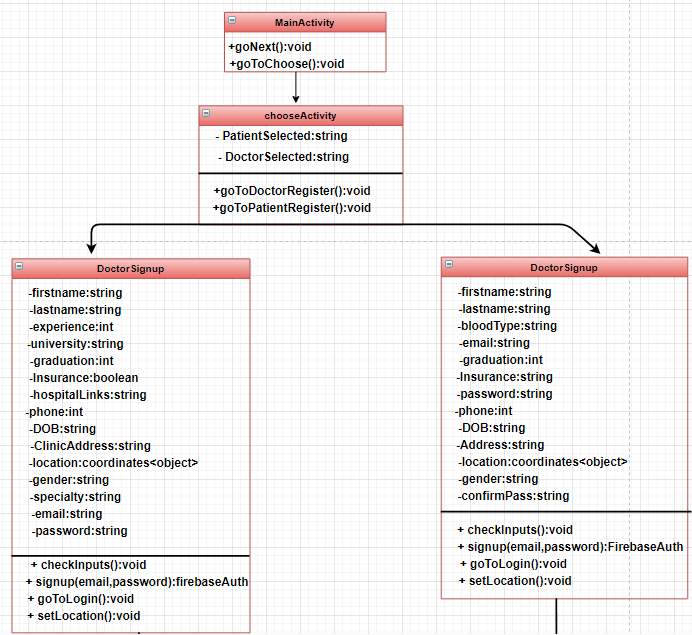 MainActivity
+goNext():void
+goToChoose():void
chooseActivity
- PatientSelected:string
- DoctorSelected:string
+goToDoctorRegister():void
+goToPatientRegister():void
DoctorSignup
-firstname:string
-lastname:string
-experience:int
-university:string
-graduation:int
-Insurance:boolean
-hospitalLinks:string
-phone:int
-DOB:string
-ClinicAddress:string
-location:coordinates<object>
-gender:string
-specialty:string
-email:string
-password:string
+ checkInputs():void
+ signup(email,password):firebaseAuth
+ goToLogin():void
+ setLocation():void
DoctorSignup
-firstname:string
-lastname:string
-bloodType:string
-email:string
-graduation:int
-Insurance:string
-password:string
-phone:int
-DOB:string
-Address:string
-location:coordinates<object>
-gender:string
-confirmPass:string
+ checkInputs():void
+ signup(email,password):FirebaseAuth
+ goToLogin():void
+ setLocation():void